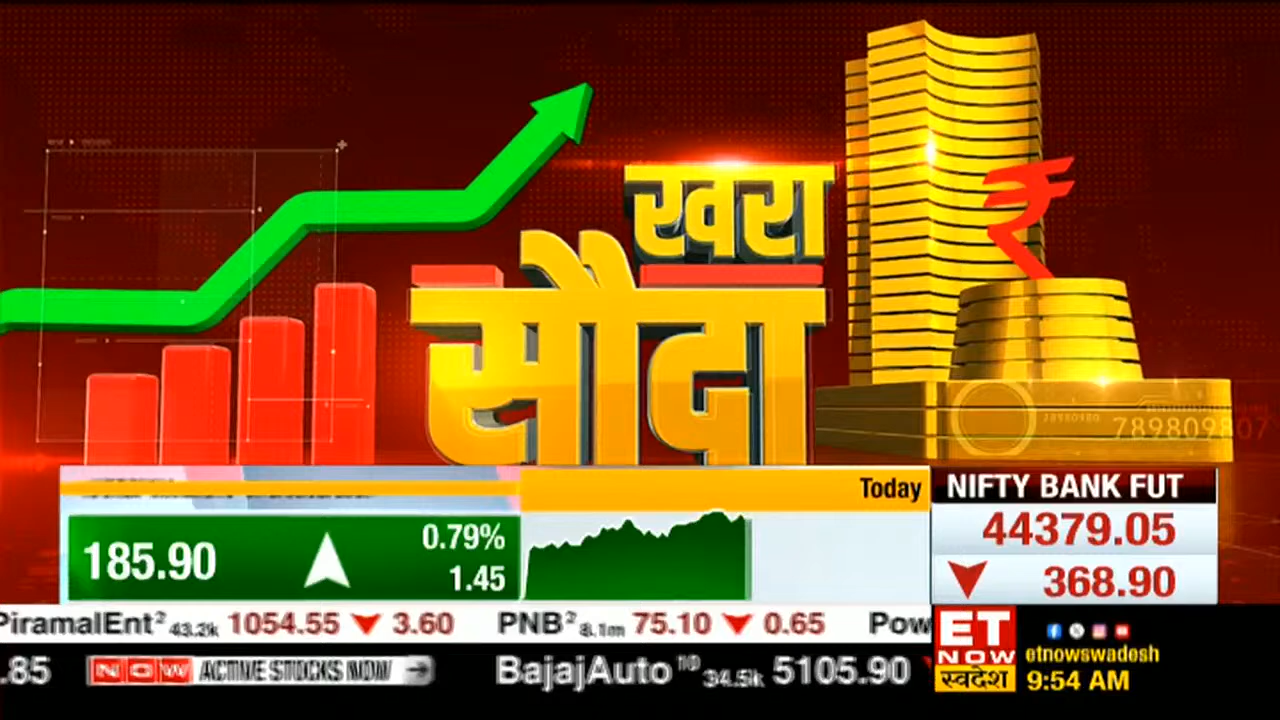 खरा
सौदा
789809807
Today
185.90
0.79%
1.45
NIFTY BANK FUT
44379.05
368.90
PiramalEnt² 43.2k 1054.55 3.60 PNB² 8.1m 75.10 0.65 Pow
.85 NOW ACTIVE STOCKS NOW BajajAuto¹⁰ 34.5k 5105.90
ET
NOW
स्वदेश
etnowswadesh
9:54 AM